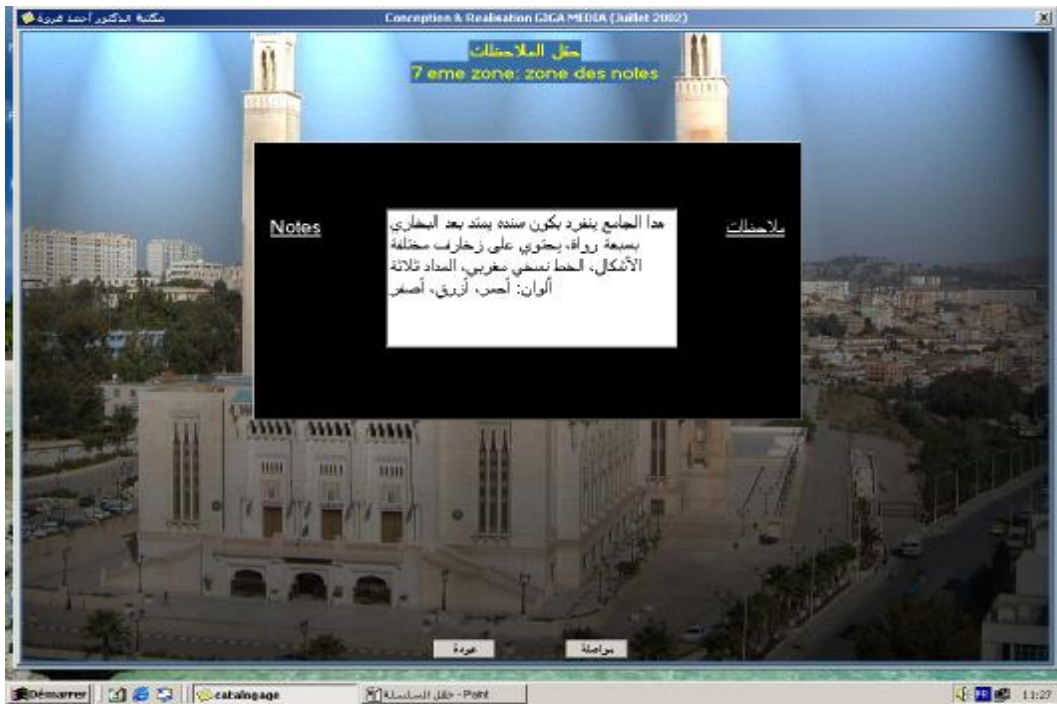 مكتبة الدكتور أحمد عروة
Conception & Realisation GIGA MEDIA (Juillet 2002)
حقل الملاحظات
7 eme zone: zone des notes
Notes
ملاحظات
هذا الجامع ينفرد بكون سنده يمتد بعد البخاري
بسبعة رواة، يحتوي على زخارف مختلفة
الأشكال، الخط نسخي مغربي، المداد ثلاثة
ألوان: أحمر، أزرق، أصفر
عودة
مواصلة
Démarrer
catalogage
حقل السلسلة - Paint
FR
11:27